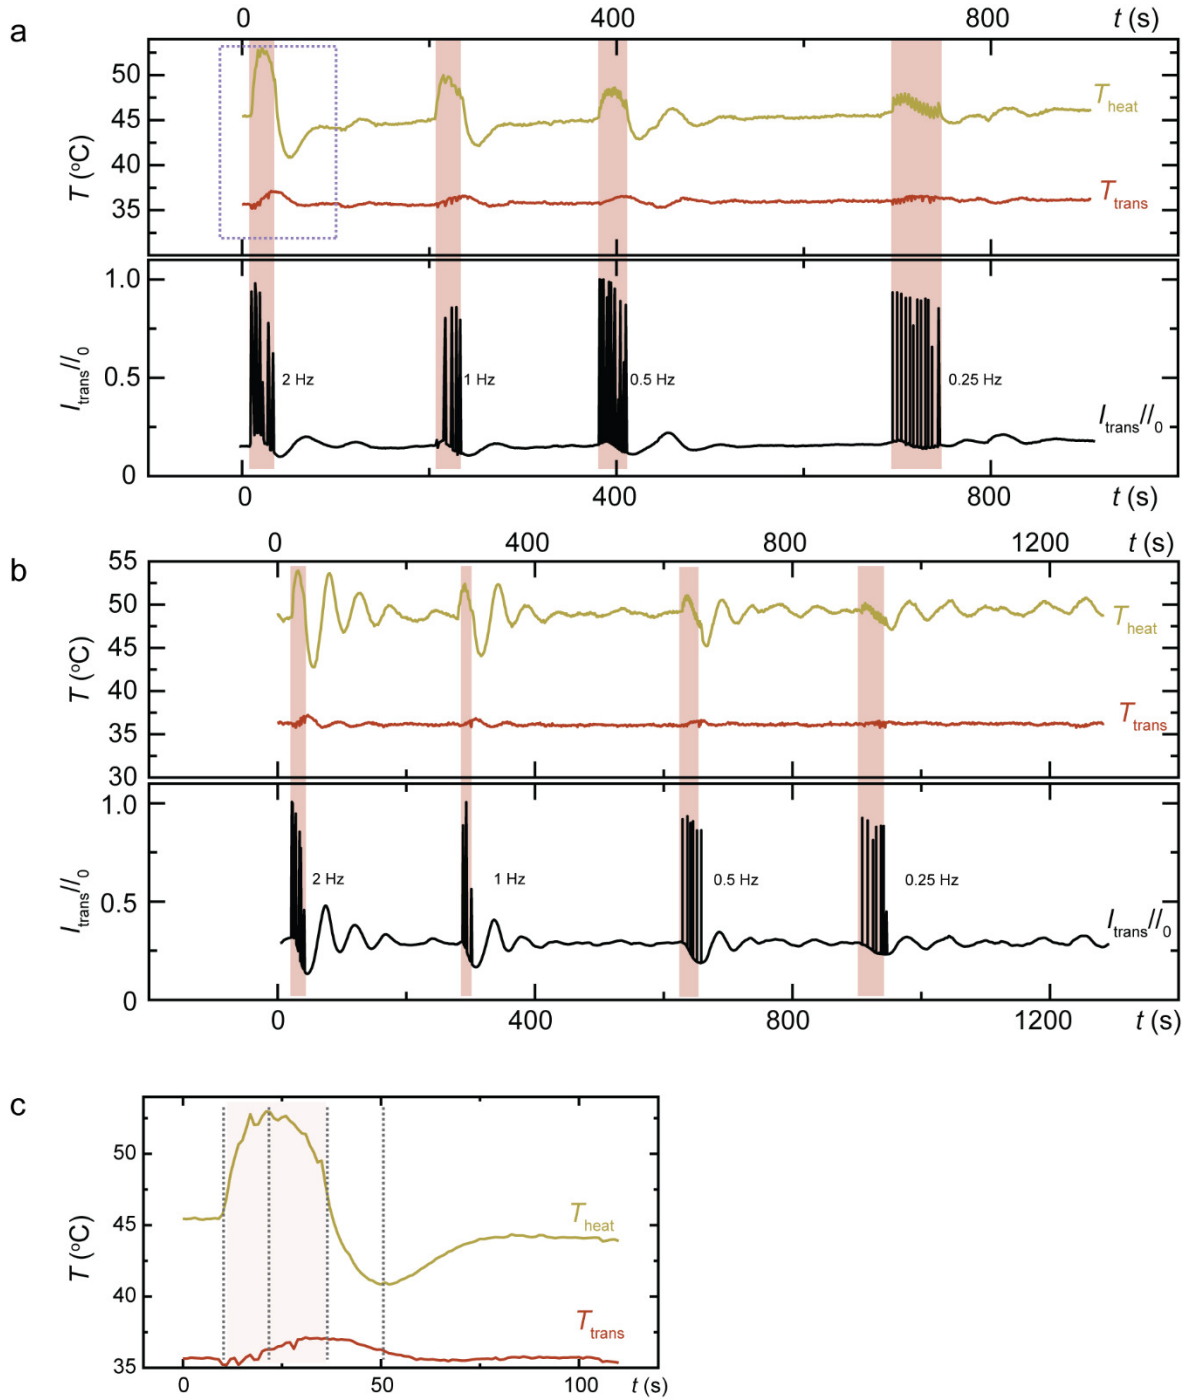 a
0 400 800 t (s)
50
45
40
35
T (°C)
T_heat
T_trans
1.0
0.5
0
I_trans/I_0
2 Hz 1 Hz 0.5 Hz 0.25 Hz
I_trans/I_0
0 400 800 t (s)
b
0 400 800 1200 t (s)
55
50
45
40
35
30
T (°C)
T_heat
T_trans
1.0
0.5
0
I_trans/I_0
2 Hz 1 Hz 0.5 Hz 0.25 Hz
I_trans/I_0
0 400 800 1200 t (s)
c
50
45
40
35
T (°C)
T_heat
T_trans
0 50 100 t (s)